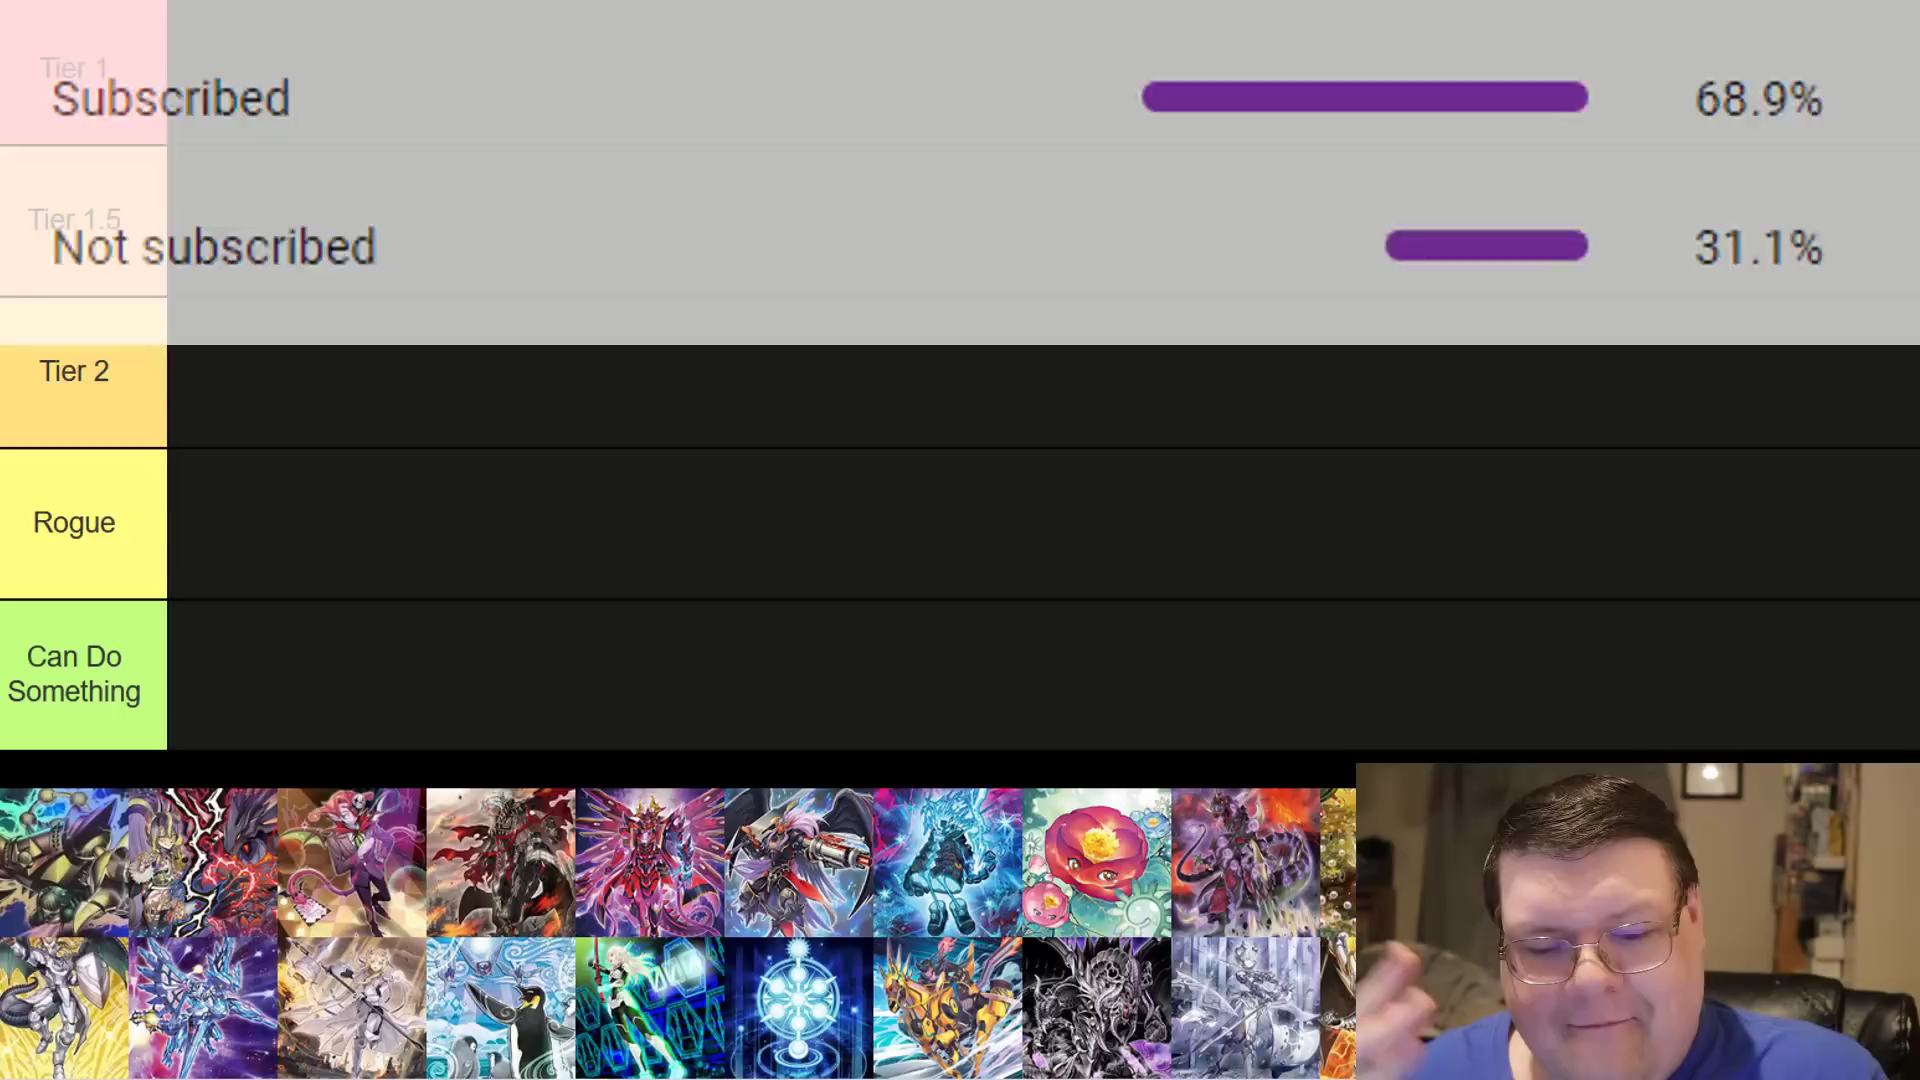 Tier 1
Subscribed 68.9%
Tier 1.5
Not subscribed 31.1%
Tier 2
Rogue
Can Do
Something